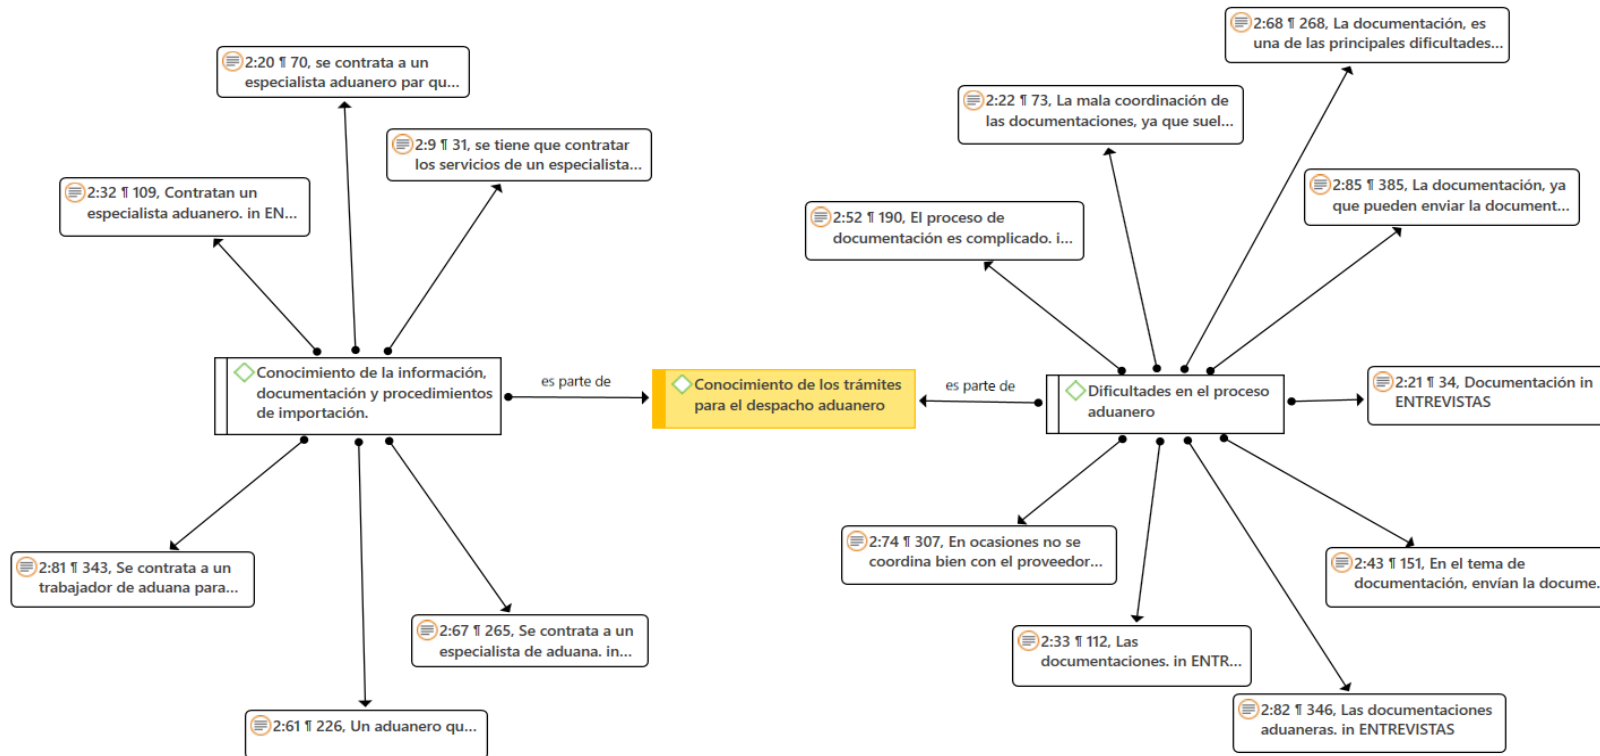 2:20 ¶ 70, se contrata a un
especialista aduanero par qu...
2:9 ¶ 31, se tiene que contratar
los servicios de un especialista...
2:32 ¶ 109, Contratan un
especialista aduanero. in EN...
2:68 ¶ 268, La documentación, es
una de las principales dificultades...
2:22 ¶ 73, La mala coordinación de
las documentaciones, ya que suel...
2:85 ¶ 385, La documentación, ya
que pueden enviar la document...
2:52 ¶ 190, El proceso de
documentación es complicado. i...
Conocimiento de la información,
documentación y procedimientos
de importación.
es parte de
Conocimiento de los trámites
para el despacho aduanero
es parte de
Dificultades en el proceso
aduanero
2:21 ¶ 34, Documentación in
ENTREVISTAS
2:81 ¶ 343, Se contrata a un
trabajador de aduana para...
2:67 ¶ 265, Se contrata a un
especialista de aduana. in...
2:61 ¶ 226, Un aduanero qu...
2:74 ¶ 307, En ocasiones no se
coordina bien con el proveedor...
2:43 ¶ 151, En el tema de
documentación, envían la docume...
2:33 ¶ 112, Las
documentaciones. in ENTR...
2:82 ¶ 346, Las documentaciones
aduaneras. in ENTREVISTAS